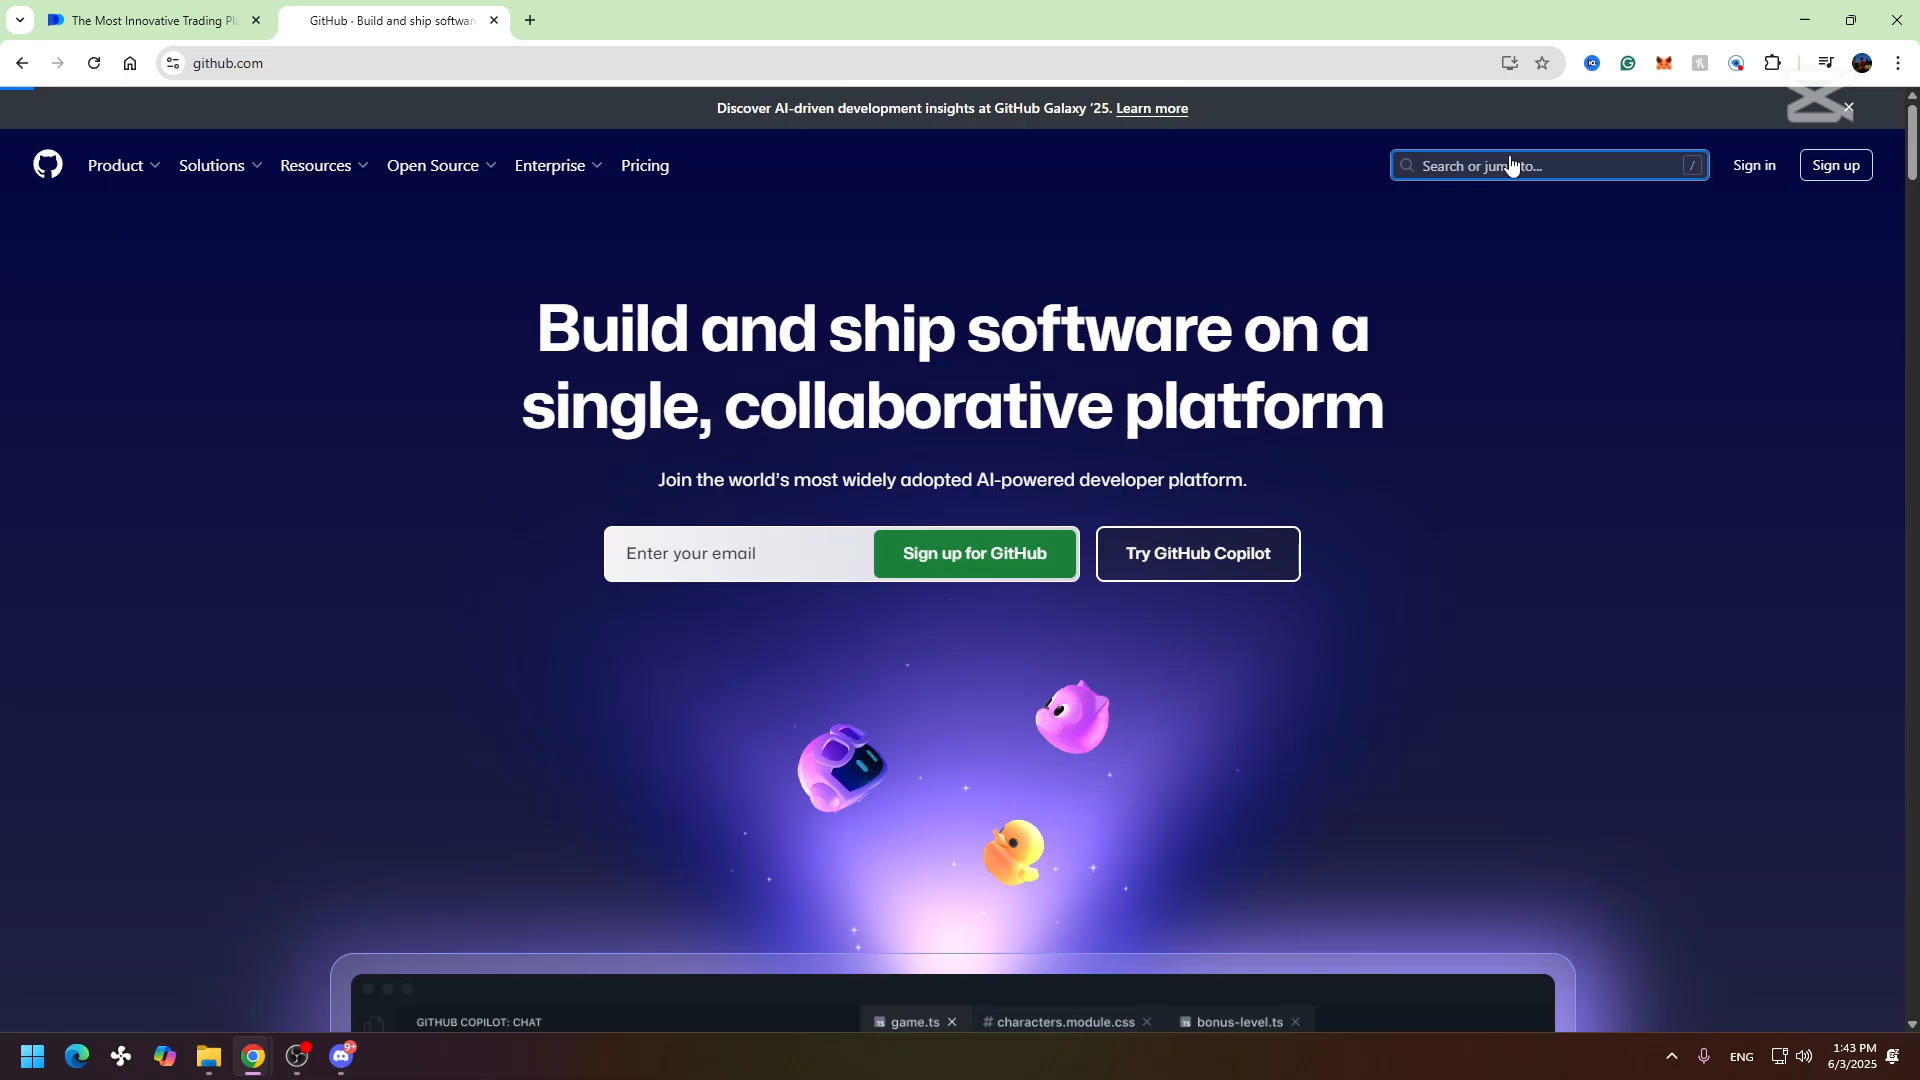 The Most Innovative Trading Pl
GitHub · Build and ship softwar
github.com
Discover AI-driven development insights at GitHub Galaxy '25. Learn more
Product Solutions Resources Open Source Enterprise Pricing
Search or jump to... /
Sign in
Sign up
Build and ship software on a
single, collaborative platform
Join the world's most widely adopted AI-powered developer platform.
Enter your email
Sign up for GitHub
Try GitHub Copilot
GITHUB COPILOT: CHAT
game.ts
# characters.module.css
bonus-level.ts
9+
ENG
1:43 PM
6/3/2025